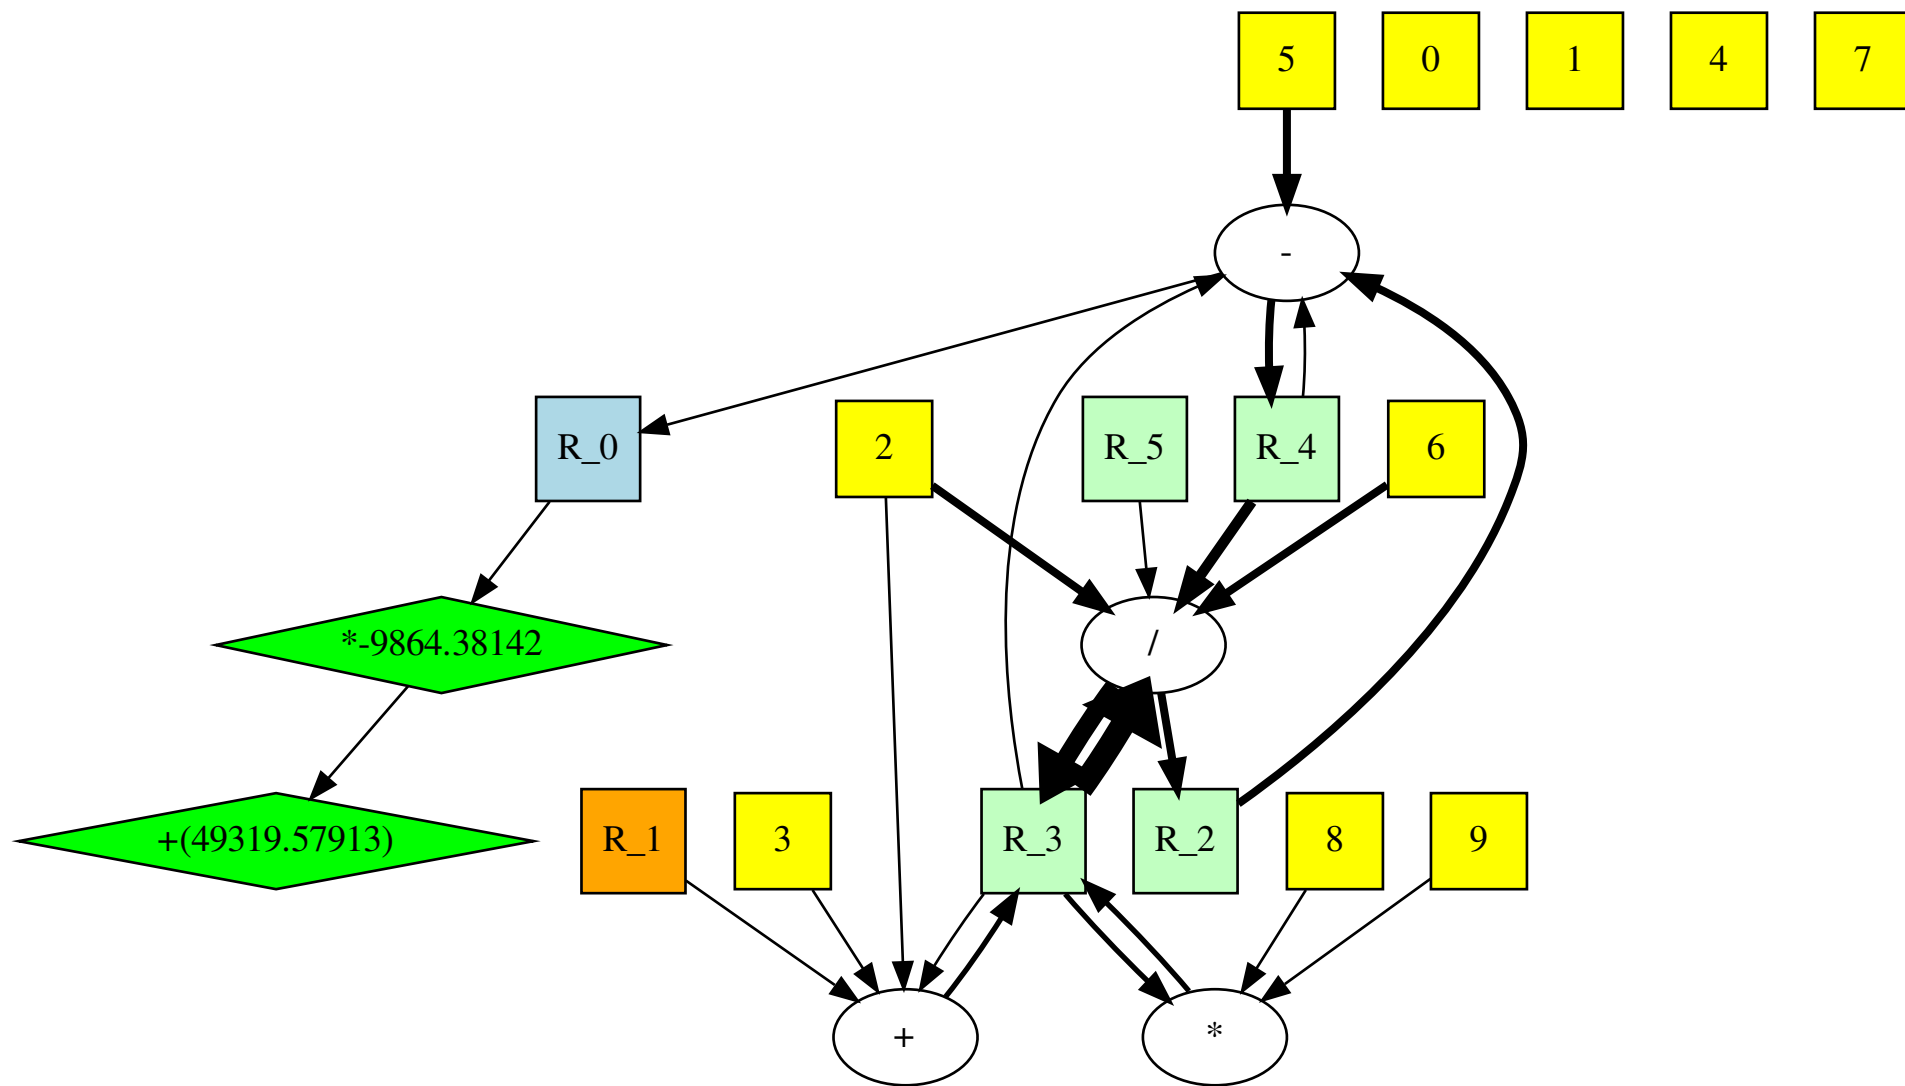 5 0 1 4 7
-
R_0 2 R_5 R_4 6
*-9864.38142 /
+(49319.57913) R_1 3 R_3 R_2 8 9
+ *